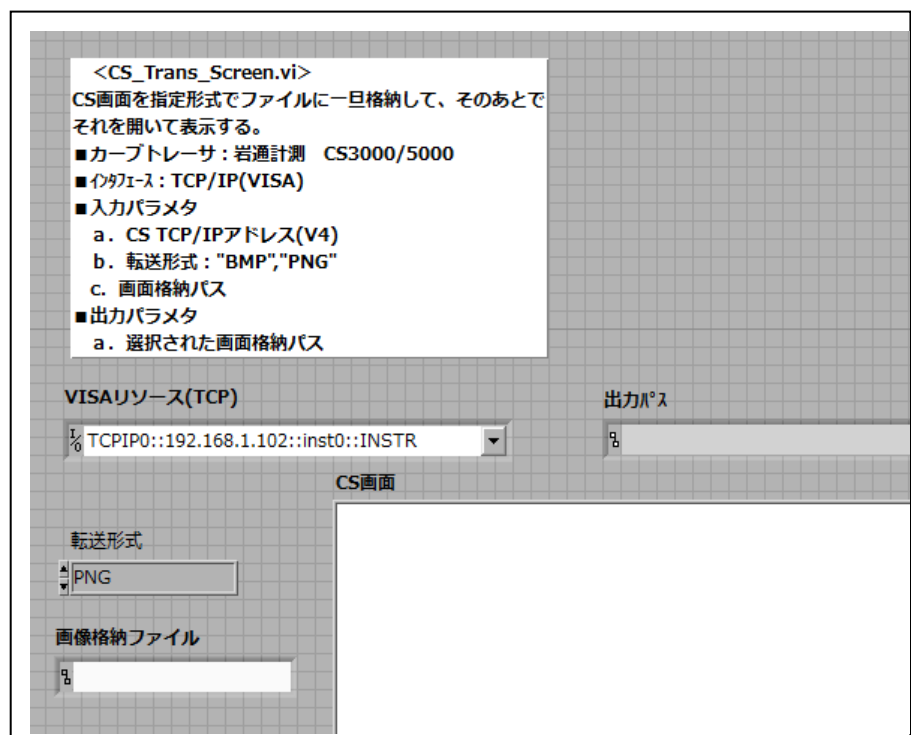 <CS_Trans_Screen.vi>
CS画面を指定形式でファイルに一旦格納して、そのあとで
それを開いて表示する。
■カーブトレーサ：岩通計測　CS3000/5000
■ｲﾝﾀﾌｪｰｽ：TCP/IP(VISA)
■入力パラメタ
a．CS TCP/IPアドレス(V4)
b．転送形式："BMP","PNG"
c．画面格納パス
■出力パラメタ
a．選択された画面格納パス
VISAリソース(TCP)
出力ﾊﾟｽ
TCPIP0::192.168.1.102::inst0::INSTR
CS画面
転送形式
PNG
画像格納ファイル